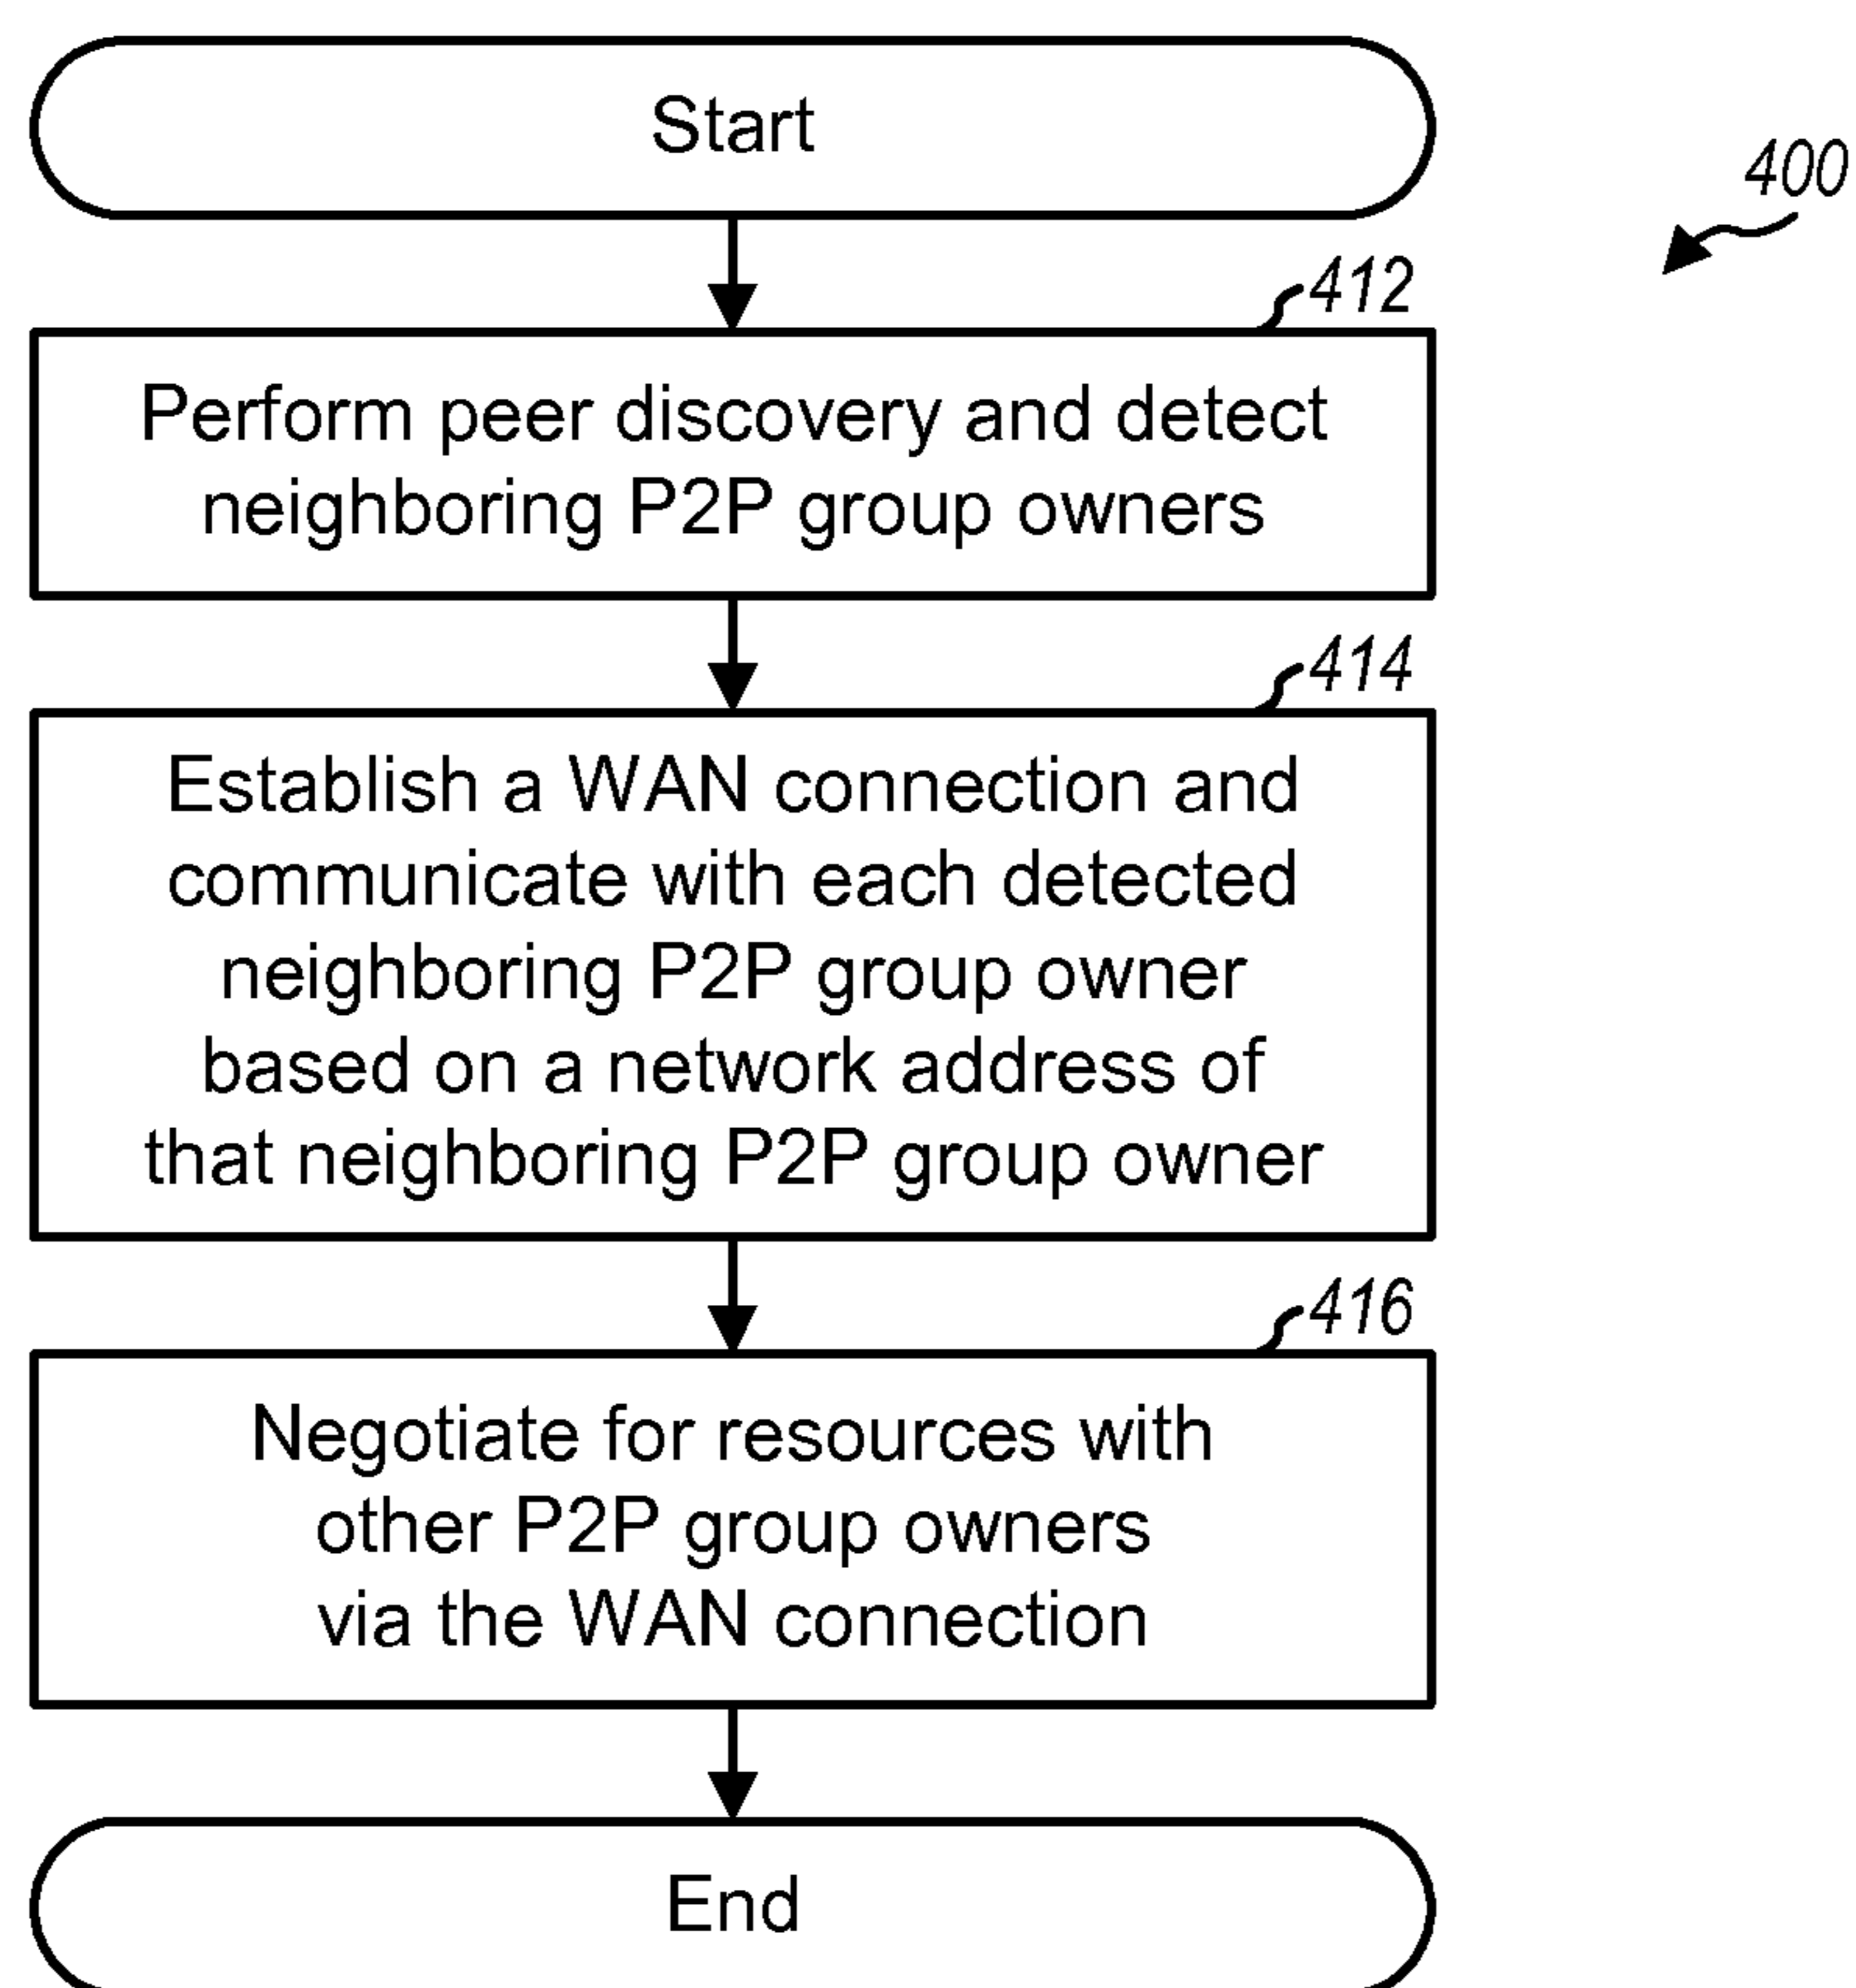 Start
400
412
Perform peer discovery and detect
neighboring P2P group owners
414
Establish a WAN connection and
communicate with each detected
neighboring P2P group owner
based on a network address of
that neighboring P2P group owner
416
Negotiate for resources with
other P2P group owners
via the WAN connection
End